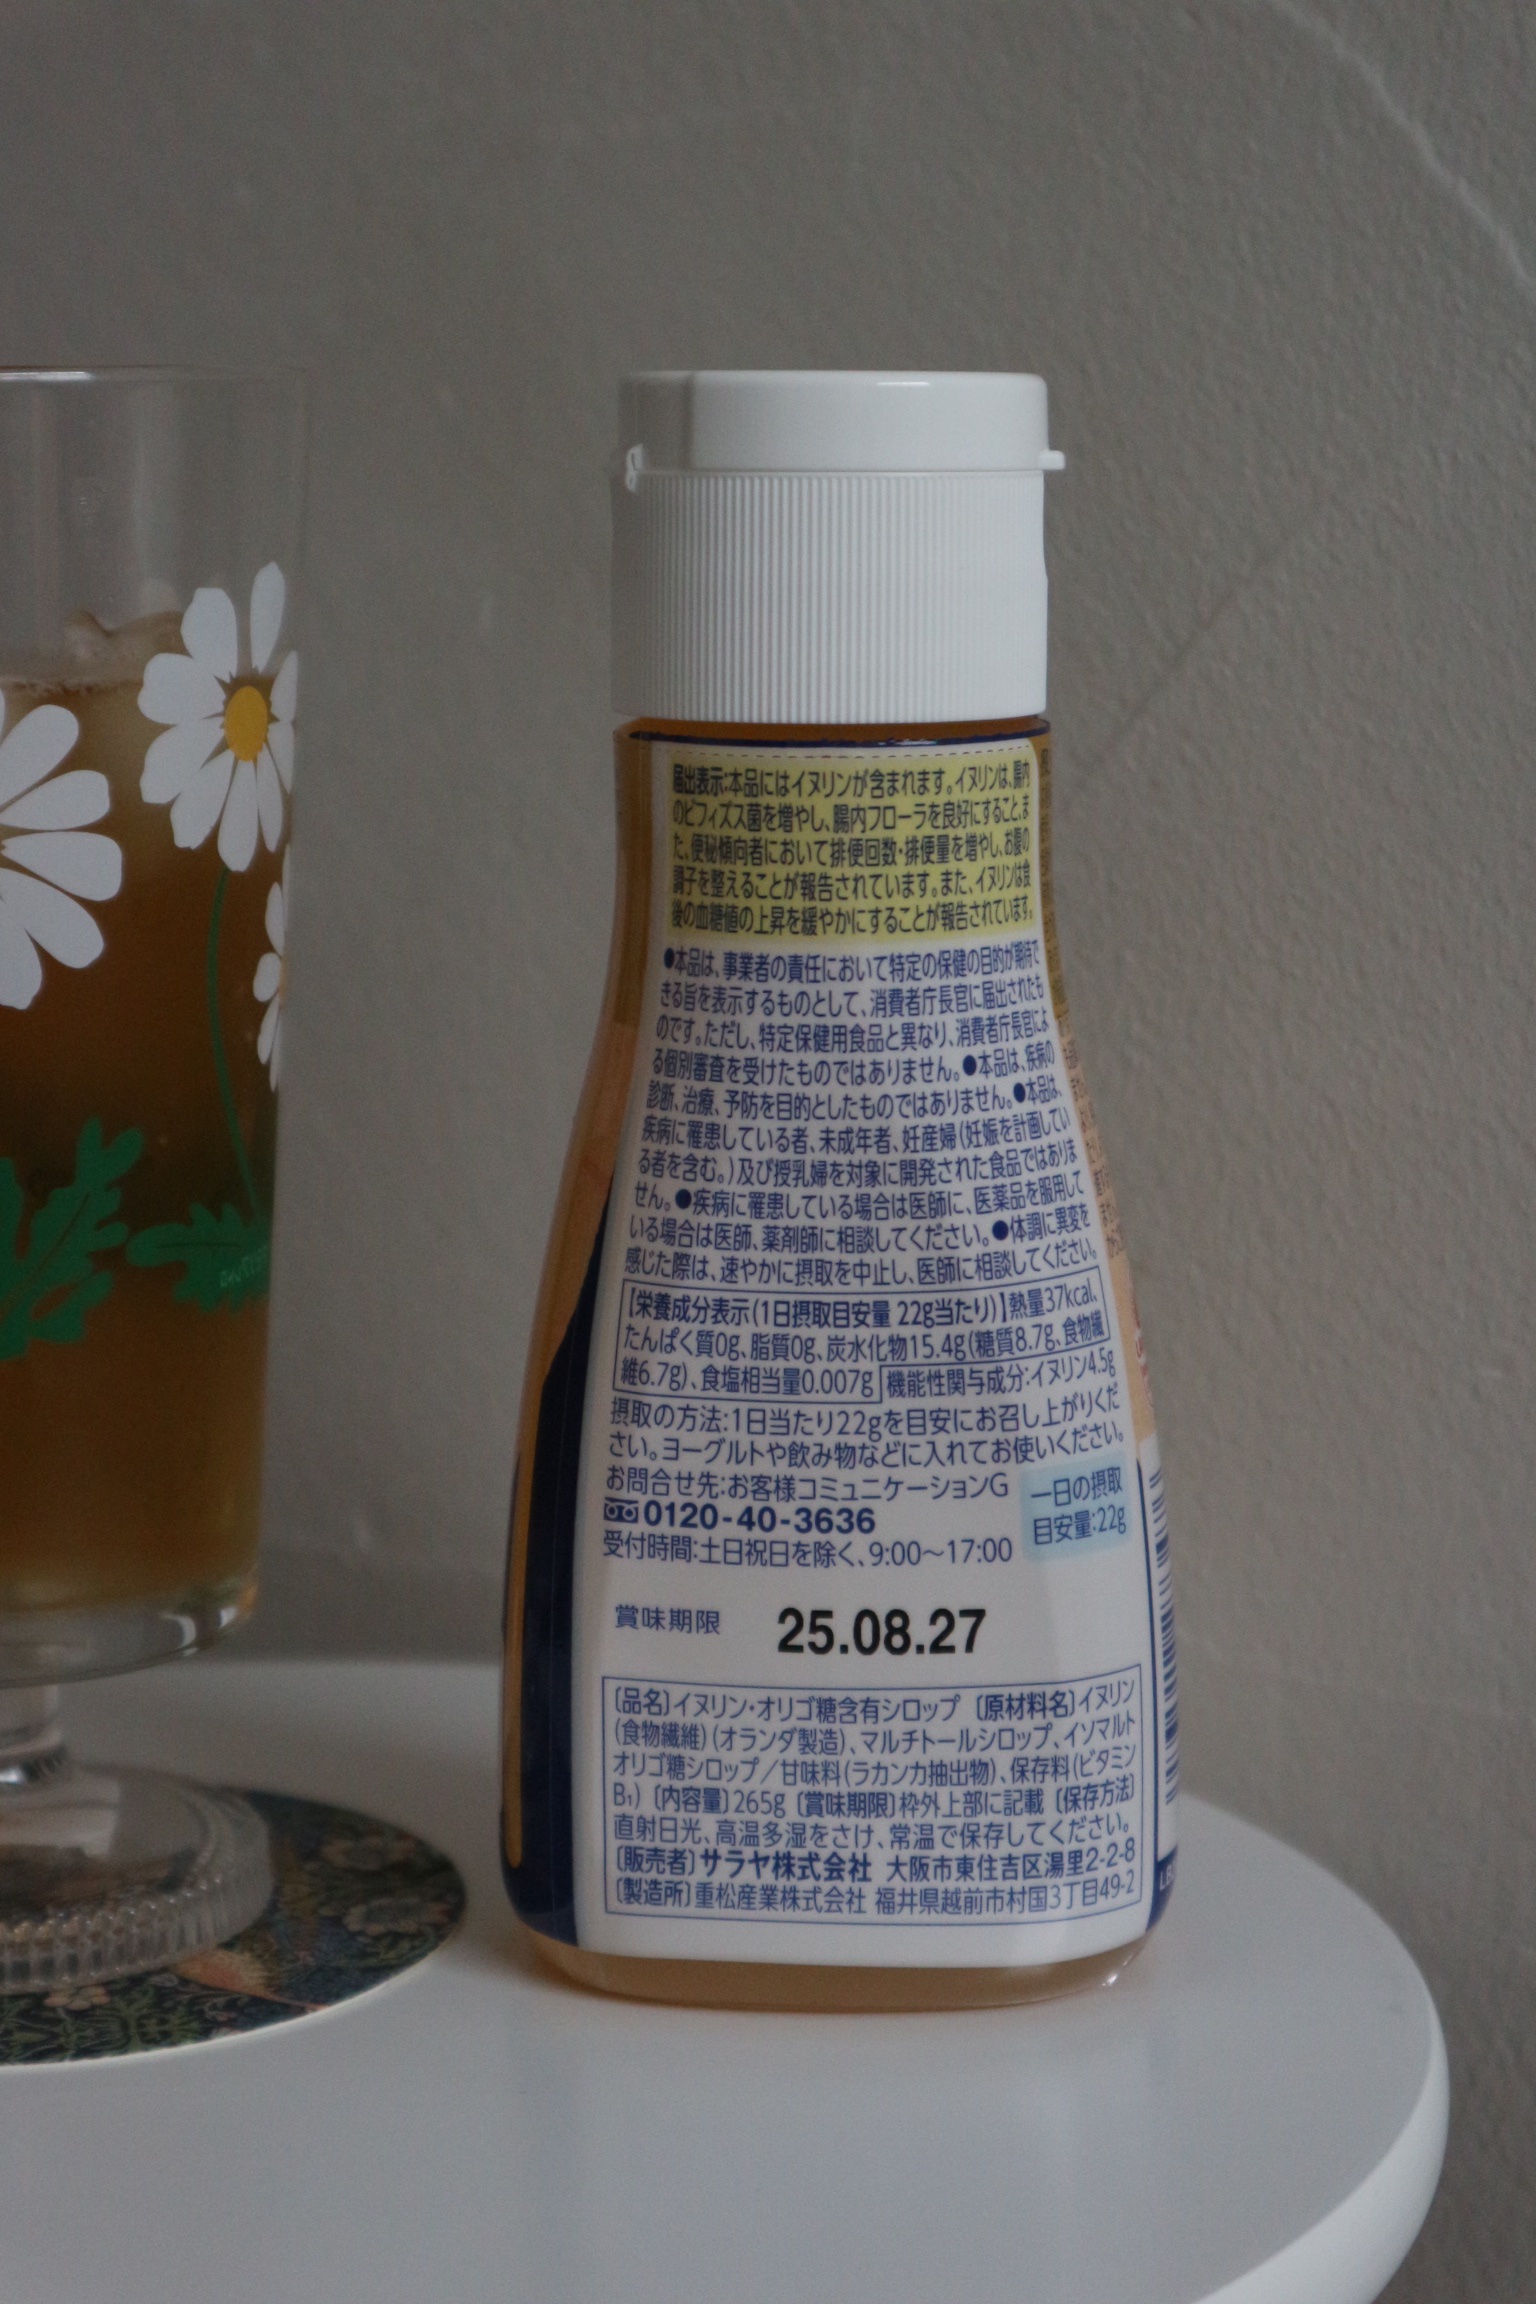 届出表示:本品にはイヌリンが含まれます。イヌリンは、腸内
のビフィズス菌を増やし、腸内フローラを良好にすること、ま
た、便秘傾向者において排便回数・排便量を増やし、お腹の
調子を整えることが報告されています。また、イヌリンは食
後の血糖値の上昇を緩やかにすることが報告されています。
●本品は、事業者の責任において特定の保健の目的が期待で
きる旨を表示するものとして、消費者庁長官に届出されたも
のです。ただし、特定保健用食品と異なり、消費者庁長官によ
る個別審査を受けたものではありません。●本品は、疾病の
診断、治療、予防を目的としたものではありません。●本品は、
疾病に罹患している者、未成年者、妊産婦(妊娠を計画してい
る者を含む。)及び授乳婦を対象に開発された食品ではありま
せん。●疾病に罹患している場合は医師に、医薬品を服用して
いる場合は医師、薬剤師に相談してください。●体調に異変を
感じた際は、速やかに摂取を中止し、医師に相談してください。
【栄養成分表示(1日摂取目安量 22g当たり)】熱量37kcal、
たんぱく質0g、脂質0g、炭水化物15.4g(糖質8.7g、食物繊
維6.7g)、食塩相当量0.007g 機能性関与成分:イヌリン4.5g
摂取の方法:1日当たり22gを目安にお召し上がりくだ
さい。ヨーグルトや飲み物などに入れてお使いください。
お問合せ先:お客様コミュニケーションG
0120-40-3636
受付時間:土日祝日を除く、9:00〜17:00
一日の摂取
目安量:22g
賞味期限 25.08.27
〔品名〕イヌリン・オリゴ糖含有シロップ 〔原材料名〕イヌリン
(食物繊維)(オランダ製造)、マルチトールシロップ、イソマルト
オリゴ糖シロップ/甘味料(ラカンカ抽出物)、保存料(ビタミン
B₁) 〔内容量〕265g 〔賞味期限〕枠外上部に記載 〔保存方法〕
直射日光、高温多湿をさけ、常温で保存してください。
〔販売者〕サラヤ株式会社 大阪市東住吉区湯里2-2-8
〔製造所〕重松産業株式会社 福井県越前市村国3丁目49-2